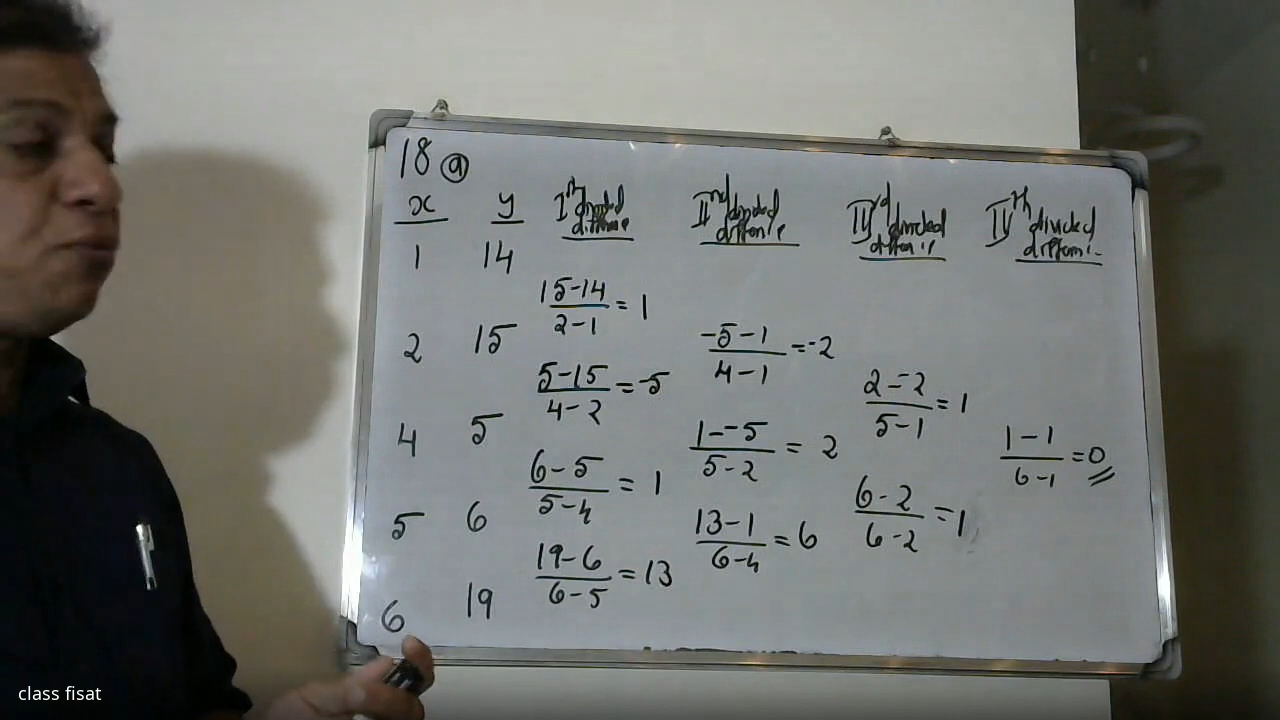 18 (a)
x y Ith divided difference IInd divided difference IIIrd divided difference IVth divided difference
1 14
15-14/2-1 = 1
2 15
-5-1/4-1 = -2
5-15/4-2 = -5
2--2/5-1 = 1
4 5
1--5/5-2 = 2
1-1/6-1 = 0
6-5/5-4 = 1
6-2/6-2 = 1
5 6
13-1/6-4 = 6
19-6/6-5 = 13
6 19
class fisat